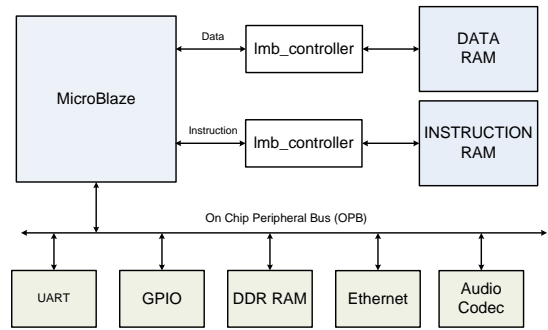 Data
lmb_controller
DATA
RAM
MicroBlaze
Instruction
lmb_controller
INSTRUCTION
RAM
On Chip Peripheral Bus (OPB)
UART
GPIO
DDR RAM
Ethernet
Audio
Codec